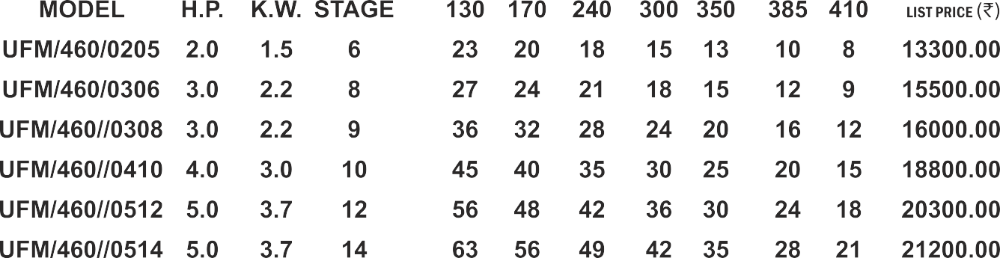 MODEL H.P. K.W. STAGE 130 170 240 300 350 385 410 LIST PRICE (₹)
UFM/460/0205 2.0 1.5 6 23 20 18 15 13 10 8 13300.00
UFM/460/0306 3.0 2.2 8 27 24 21 18 15 12 9 15500.00
UFM/460//0308 3.0 2.2 9 36 32 28 24 20 16 12 16000.00
UFM/460//0410 4.0 3.0 10 45 40 35 30 25 20 15 18800.00
UFM/460//0512 5.0 3.7 12 56 48 42 36 30 24 18 20300.00
UFM/460//0514 5.0 3.7 14 63 56 49 42 35 28 21 21200.00